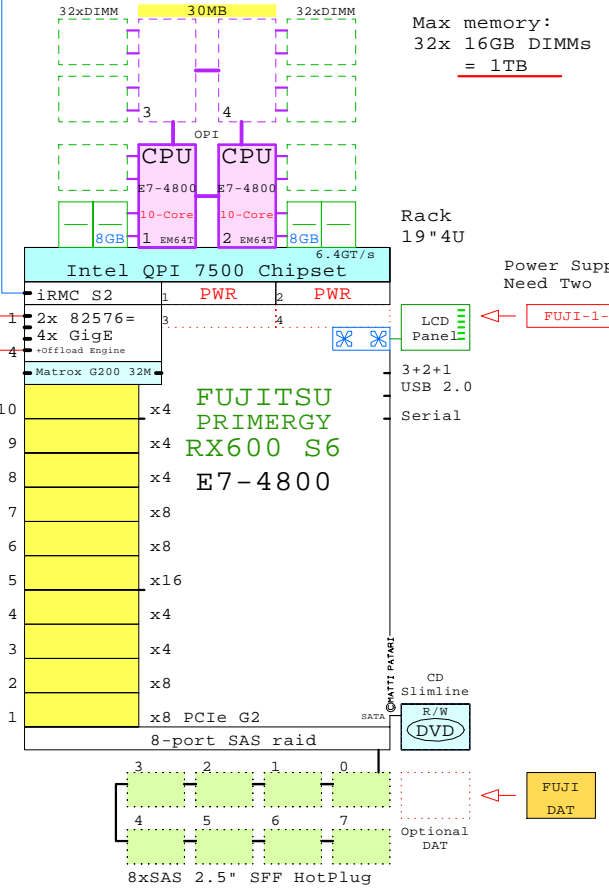 32xDIMM
30MB
32xDIMM
Max memory:
32x 16GB DIMMs
= 1TB
3
4
QPI
CPU
CPU
E7-4800
E7-4800
10-Core
10-Core
8GB
1 EM64T
2 EM64T
8GB
Rack
19"4U
6.4GT/s
Intel QPI 7500 Chipset
Power Supp
Need Two
iRMC S2
1 PWR
2 PWR
1
2x 82576=
3
4
4x GigE
4
+Offload Engine
LCD
Panel
FUJI-1-
Matrox G200 32M
3+2+1
USB 2.0
Serial
FUJITSU
PRIMERGY
RX600 S6
E7-4800
10 x4
9 x4
8 x4
7 x8
6 x8
5 x16
4 x4
3 x4
2 x8
1 x8 PCIe G2
©MATTI PATARI
SATA
CD
Slimline
R/W
DVD
8-port SAS raid
3 2 1 0
4 5 6 7
Optional
DAT
FUJI
DAT
8xSAS 2.5" SFF HotPlug